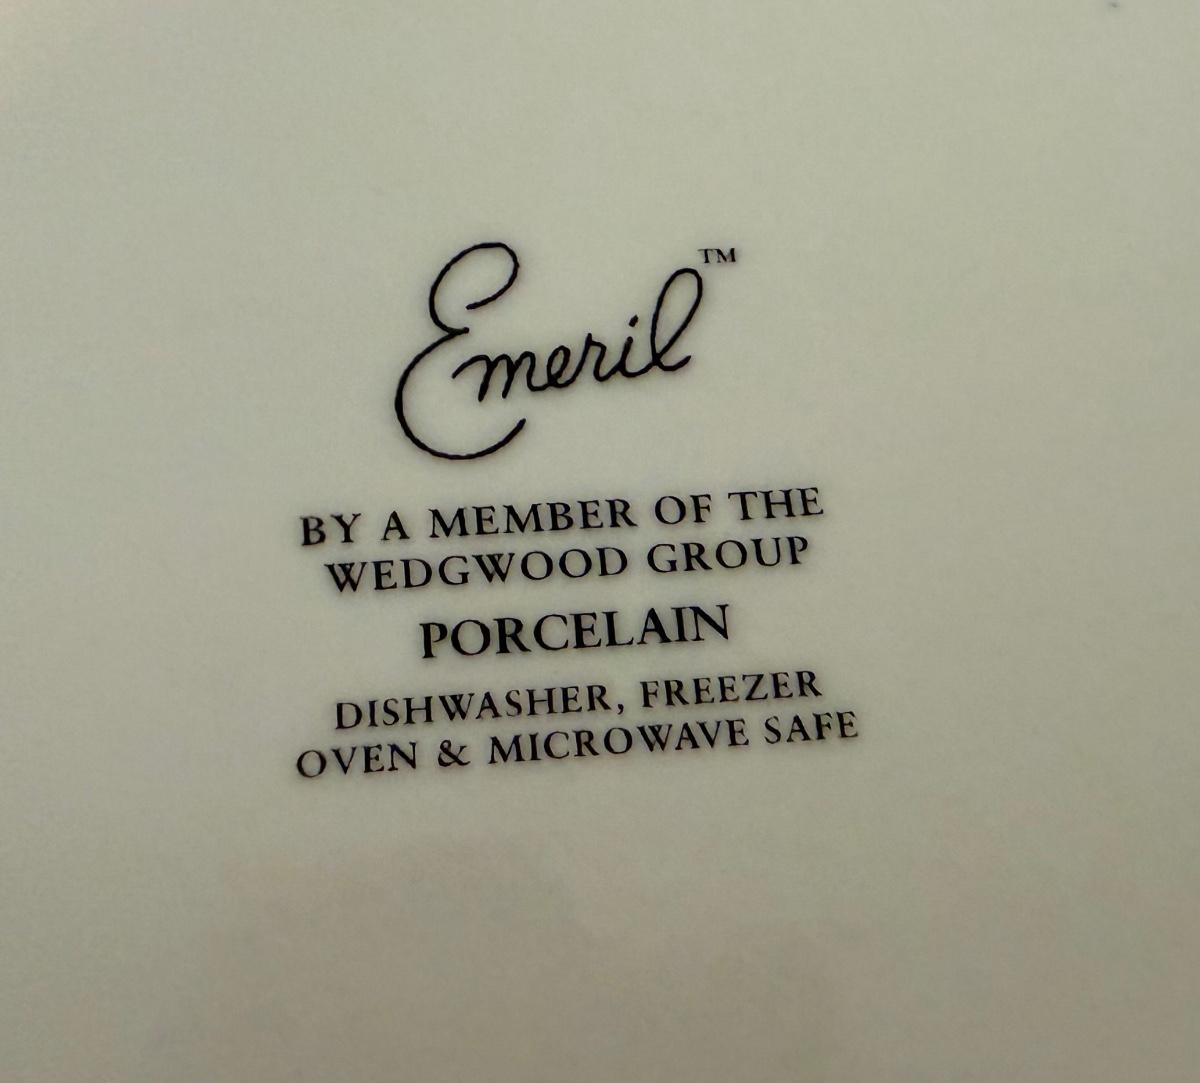 Emeril™
BY A MEMBER OF THE
WEDGWOOD GROUP
PORCELAIN
DISHWASHER, FREEZER
OVEN & MICROWAVE SAFE